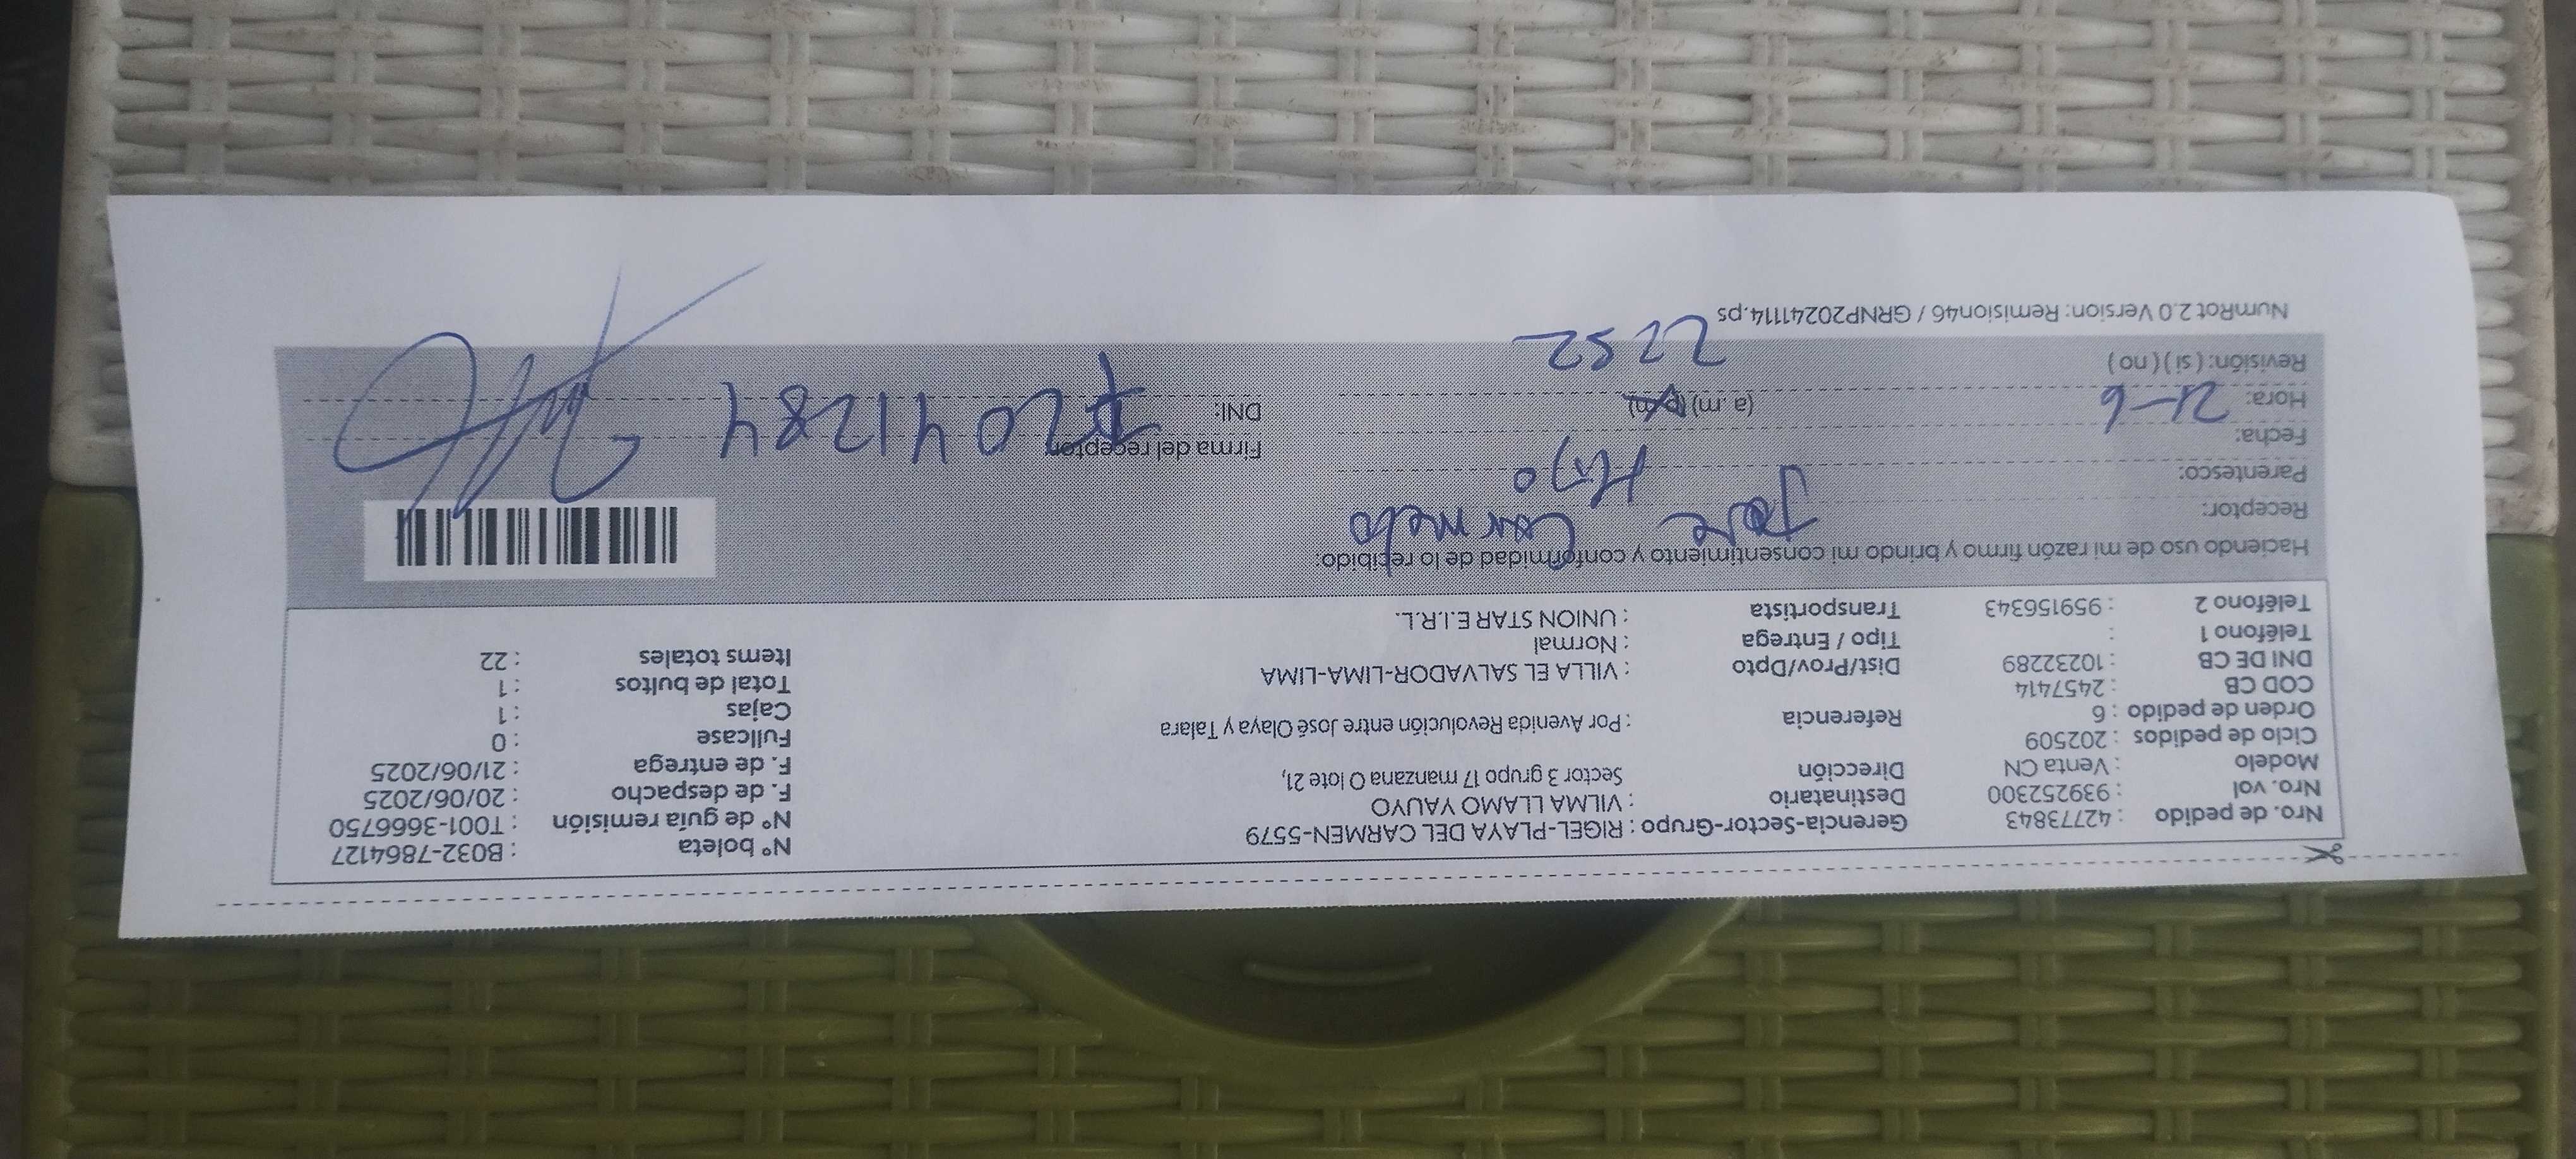 Nro. de pedido : 42773843 Gerencia-Sector-Grupo : RIGEL-PLAYA DEL CARMEN-5579 N° boleta : B032-7864127
Nro. vol : 939252300 Destinatario : VILMA LLAMO YAUYO N° de guía remisión : T001-3666750
Modelo : Venta CN Dirección Sector 3 grupo 17 manzana O lote 21, F. de despacho : 20/06/2025
Ciclo de pedidos : 202509 F. de entrega : 21/06/2025
Orden de pedido : 6 Referencia : Por Avenida Revolución entre José Olaya y Talara Fullcase : 0
COD CB : 2457414 Cajas : 1
DNI DE CB : 10232289 Dist/Prov/Dpto : VILLA EL SALVADOR-LIMA-LIMA Total de bultos : 1
Teléfono 1 : Tipo / Entrega : Normal Items totales : 22
Teléfono 2 : 959156343 Transportista : UNION STAR E.I.R.L.
Haciendo uso de mi razón firmo y brindo mi consentimiento y conformidad de lo recibido:
Receptor: Jose Carmelo
Parentesco: Hijo
Fecha: Firma del receptor
Hora: 21-6 (a.m) (p.m) DNI: 72041284
Revisión: ( si ) ( no ) 2252
NumRot 2.0 Version: Remision46 / GRNP20241114.ps